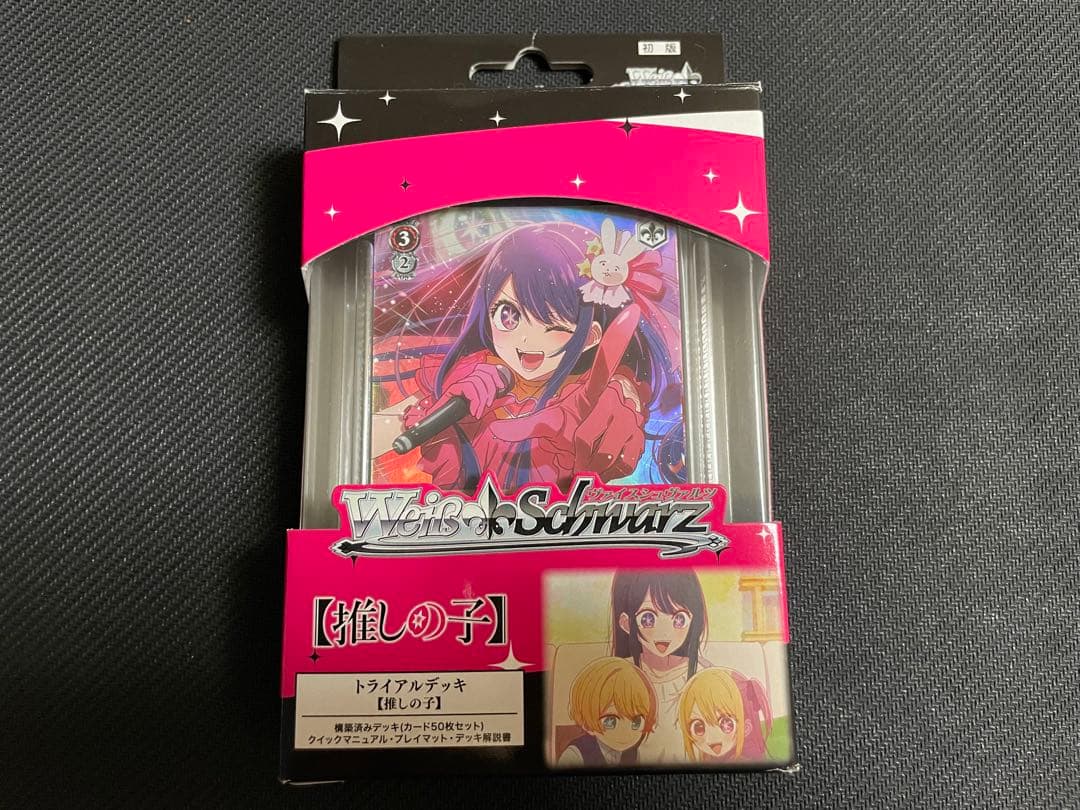 初版
Weiß
3
2
ヴァイスシュヴァルツ
Weiß Schwarz
【推しの子】
トライアルデッキ
【推しの子】
構築済みデッキ(カード50枚セット)
クイックマニュアル・プレイマット・デッキ解説書